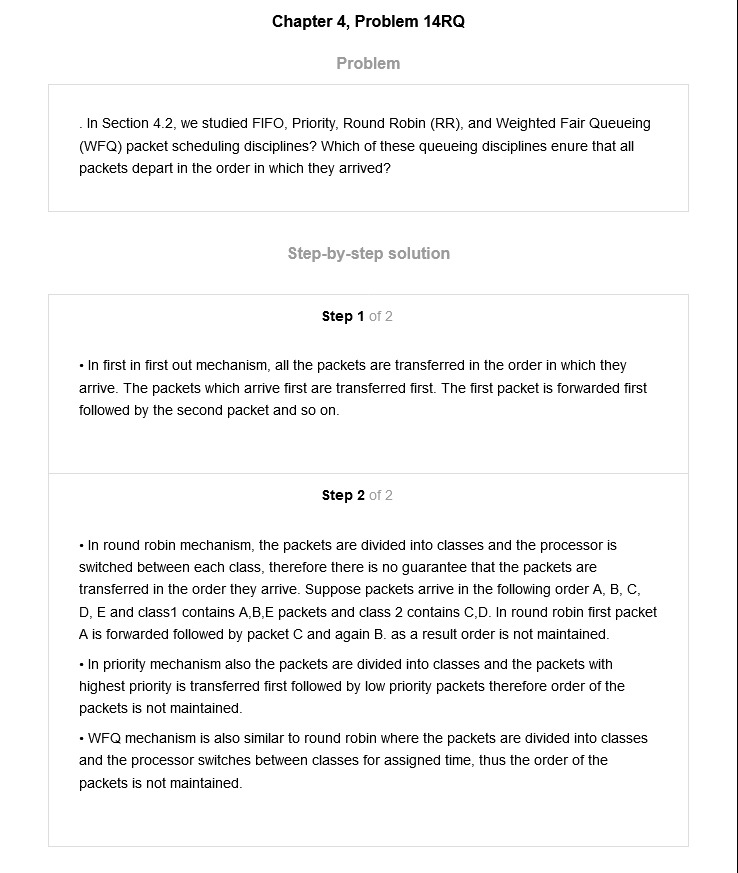 Chapter 4, Problem 14RQ
Problem
. In Section 4.2, we studied FIFO, Priority, Round Robin (RR), and Weighted Fair Queueing
(WFQ) packet scheduling disciplines? Which of these queueing disciplines enure that all
packets depart in the order in which they arrived?
Step-by-step solution
Step 1 of 2
• In first in first out mechanism, all the packets are transferred in the order in which they
arrive. The packets which arrive first are transferred first. The first packet is forwarded first
followed by the second packet and so on.
Step 2 of 2
• In round robin mechanism, the packets are divided into classes and the processor is
switched between each class, therefore there is no guarantee that the packets are
transferred in the order they arrive. Suppose packets arrive in the following order A, B, C,
D, E and class1 contains A,B,E packets and class 2 contains C,D. In round robin first packet
A is forwarded followed by packet C and again B. as a result order is not maintained.
• In priority mechanism also the packets are divided into classes and the packets with
highest priority is transferred first followed by low priority packets therefore order of the
packets is not maintained.
• WFQ mechanism is also similar to round robin where the packets are divided into classes
and the processor switches between classes for assigned time, thus the order of the
packets is not maintained.